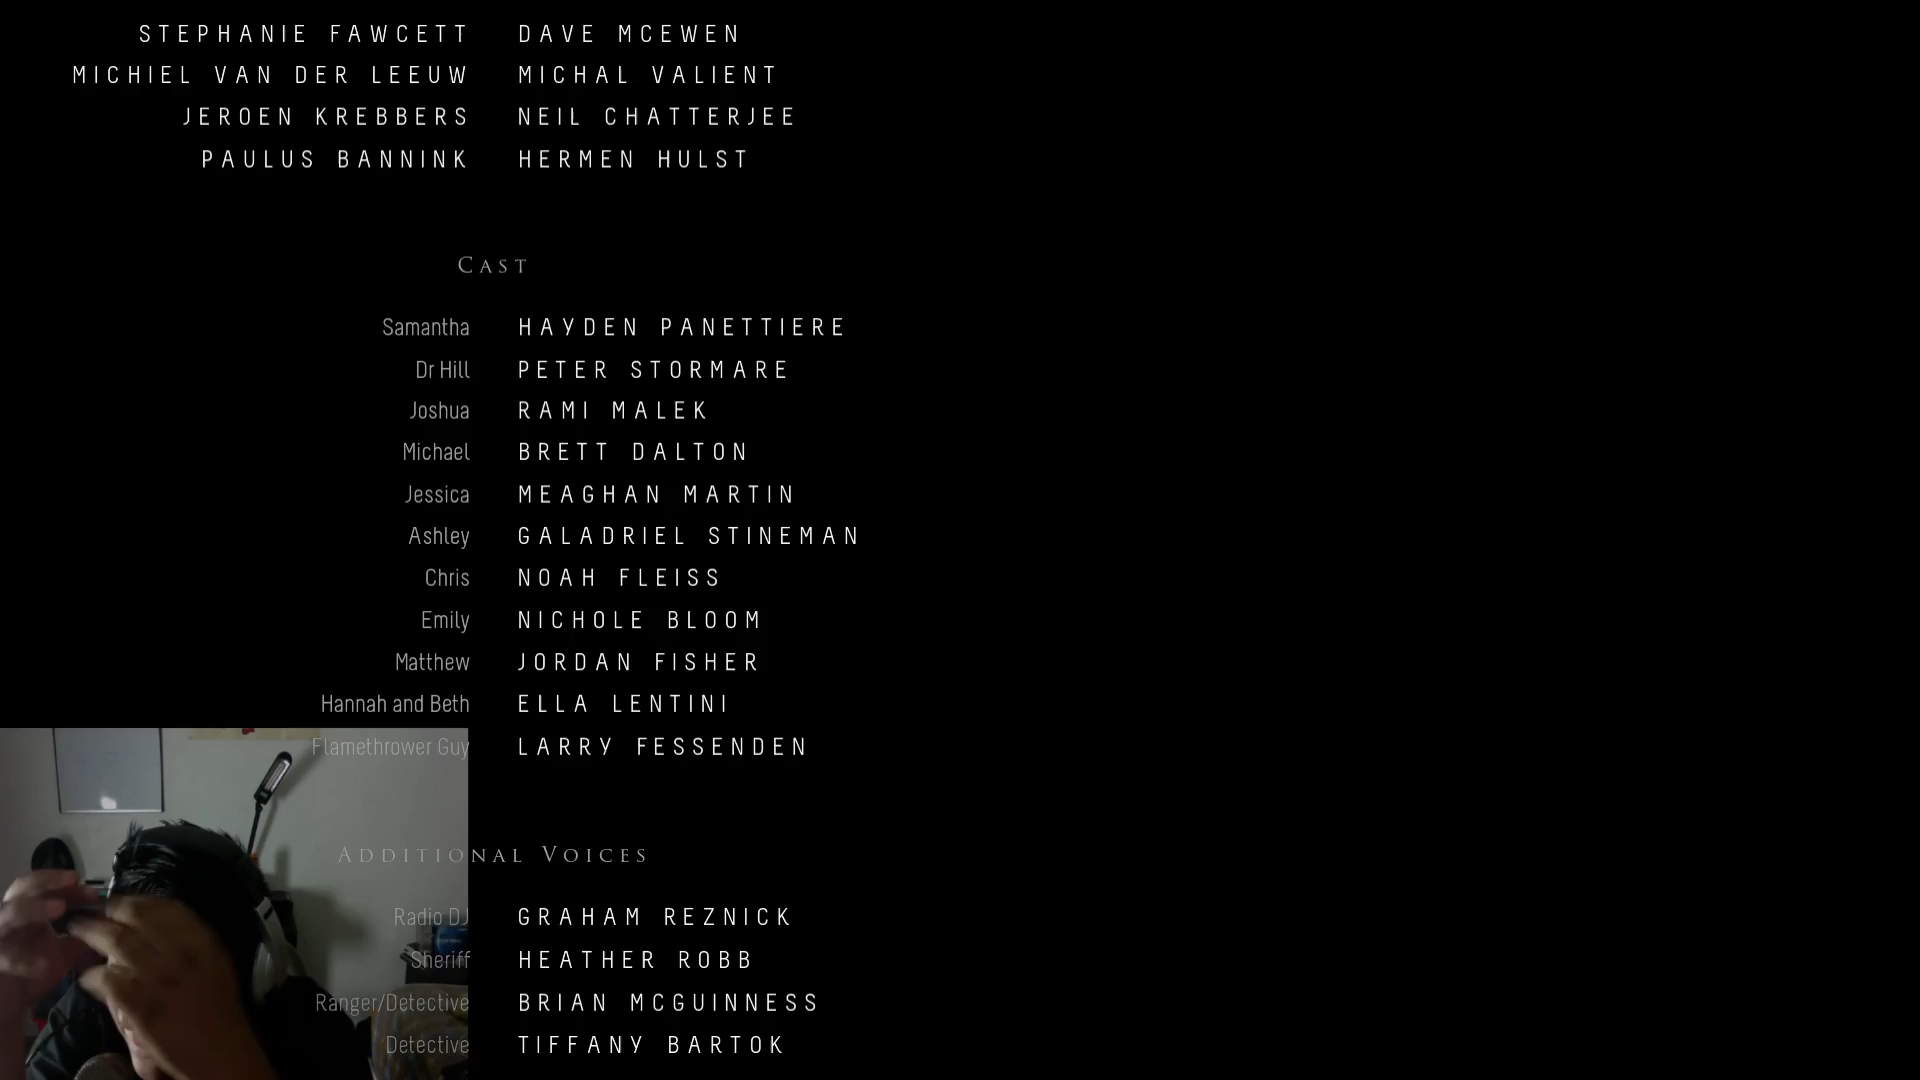 STEPHANIE FAWCETT DAVE MCEWEN
MICHIEL VAN DER LEEUW MICHAL VALIENT
JEROEN KREBBERS NEIL CHATTERJEE
PAULUS BANNINK HERMEN HULST
CAST
Samantha HAYDEN PANETTIERE
Dr Hill PETER STORMARE
Joshua RAMI MALEK
Michael BRETT DALTON
Jessica MEAGHAN MARTIN
Ashley GALADRIEL STINEMAN
Chris NOAH FLEISS
Emily NICHOLE BLOOM
Matthew JORDAN FISHER
Hannah and Beth ELLA LENTINI
Flamethrower Guy LARRY FESSENDEN
ADDITIONAL VOICES
Radio DJ GRAHAM REZNICK
Sheriff HEATHER ROBB
Ranger/Detective BRIAN MCGUINNESS
Detective TIFFANY BARTOK